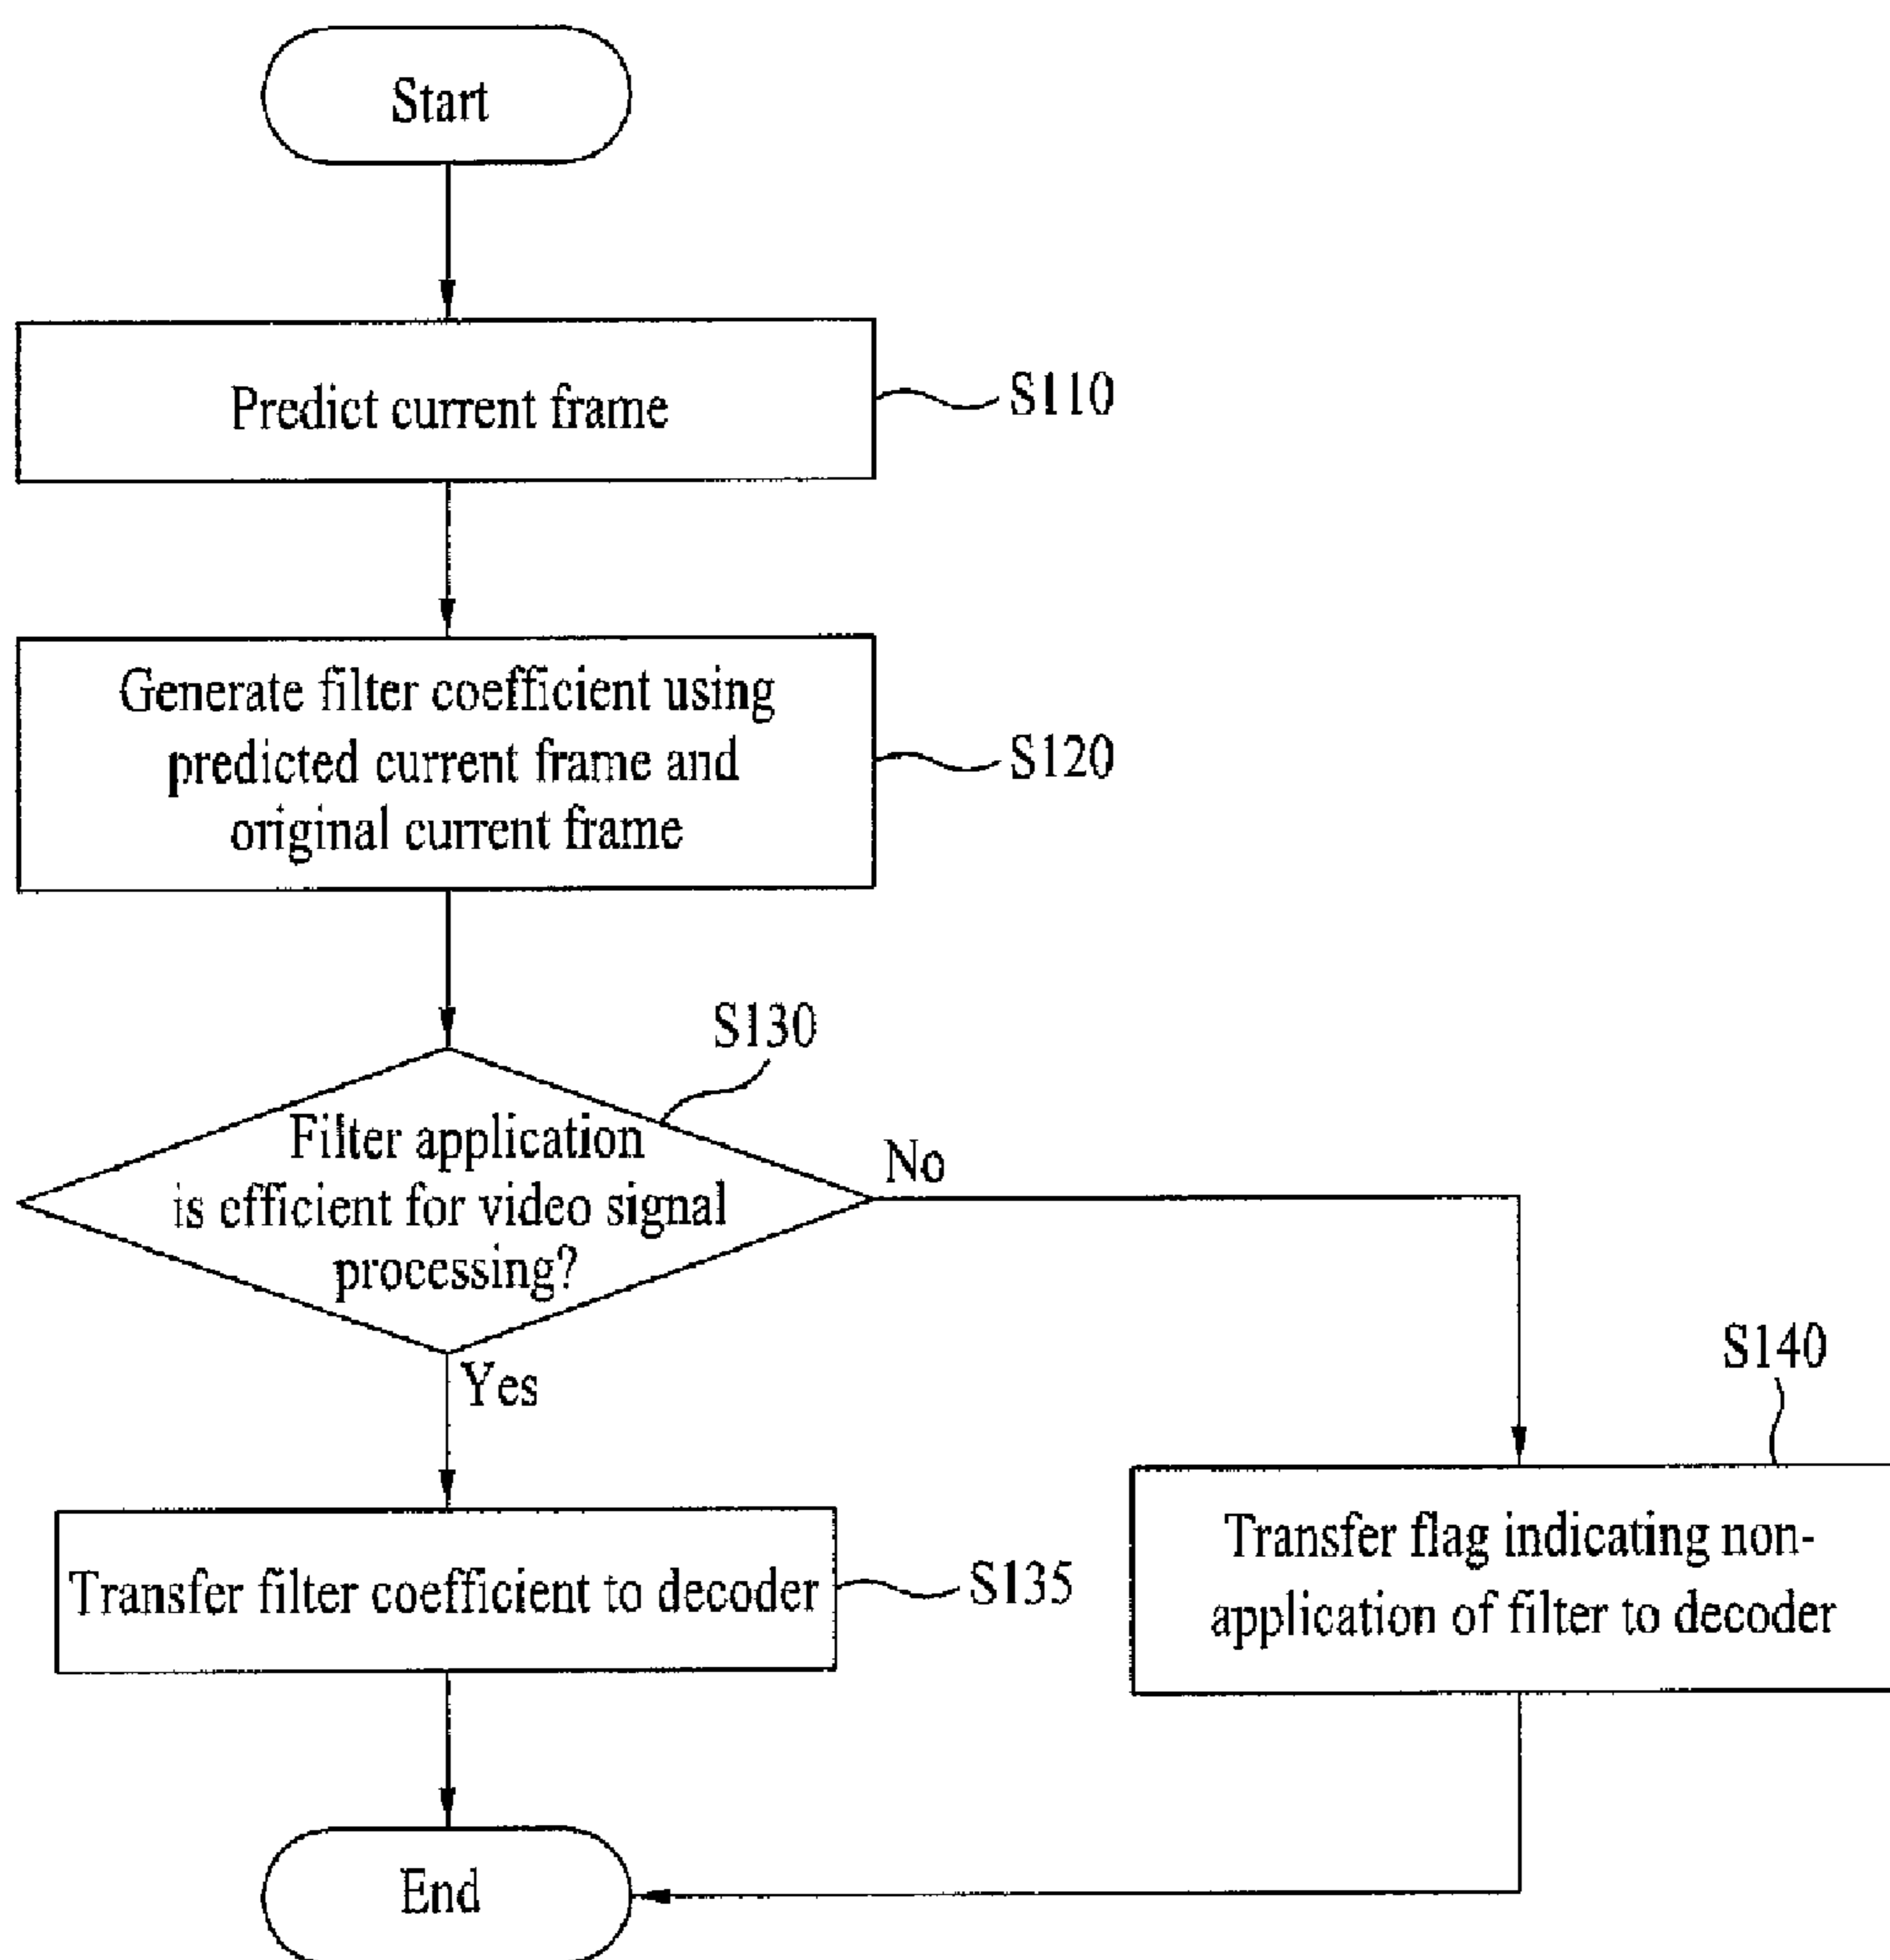 Start
Predict current frame
S110
Generate filter coefficient using
predicted current frame and
original current frame
S120
S130
Filter application
is efficient for video signal
processing?
No
Yes
S140
Transfer filter coefficient to decoder
S135
Transfer flag indicating non-
application of filter to decoder
End